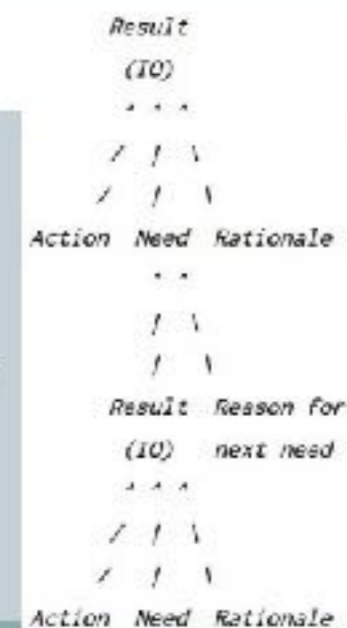 Result
(IO)
^ ^ ^
/ | \
/ | \
Action Need Rationale
^ ^
| \
| \
Result Reason for
(IO) next need
^ ^ ^
/ | \
/ | \
Action Need Rationale